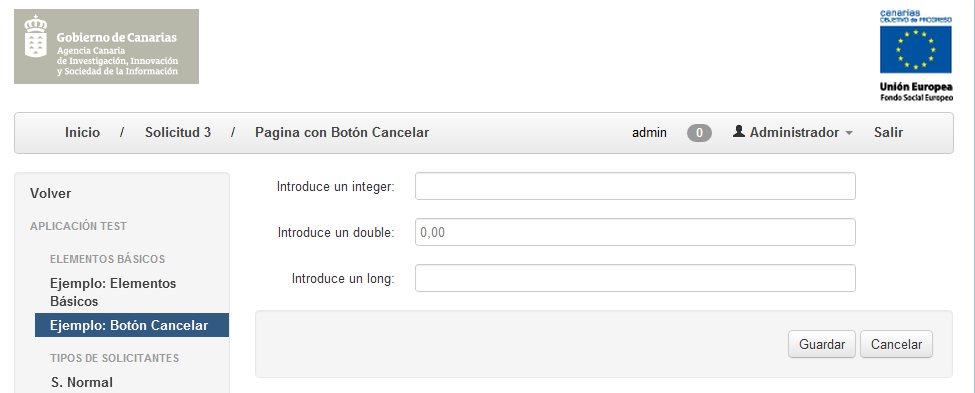 Gobierno de Canarias
Agencia Canaria
de Investigación, Innovación
y Sociedad de la Información
canarias
OBJETIVO de PROGRESO
Unión Europea
Fondo Social Europeo
Inicio / Solicitud 3 / Pagina con Botón Cancelar admin 0 Administrador Salir
Volver
APLICACIÓN TEST
ELEMENTOS BÁSICOS
Ejemplo: Elementos
Básicos
Ejemplo: Botón Cancelar
TIPOS DE SOLICITANTES
S. Normal
Introduce un integer:
Introduce un double: 0,00
Introduce un long:
Guardar Cancelar